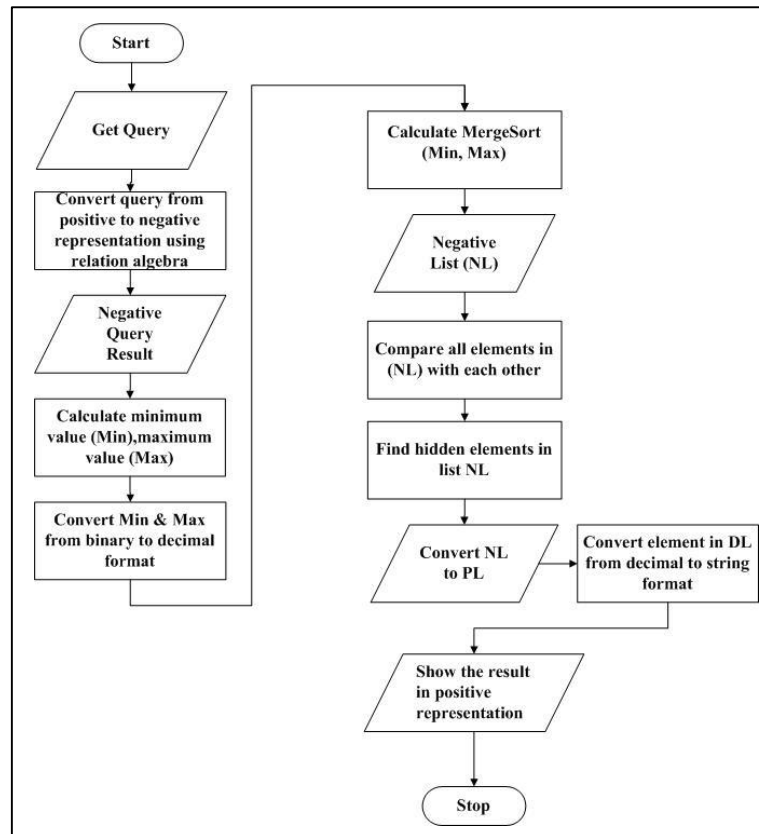 Start
Get Query
Convert query from
positive to negative
representation using
relation algebra
Negative
Query
Result
Calculate minimum
value (Min),maximum
value (Max)
Convert Min & Max
from binary to decimal
format
Calculate MergeSort
(Min, Max)
Negative
List (NL)
Compare all elements in
(NL) with each other
Find hidden elements in
list NL
Convert NL
to PL
Convert element in DL
from decimal to string
format
Show the result
in positive
representation
Stop